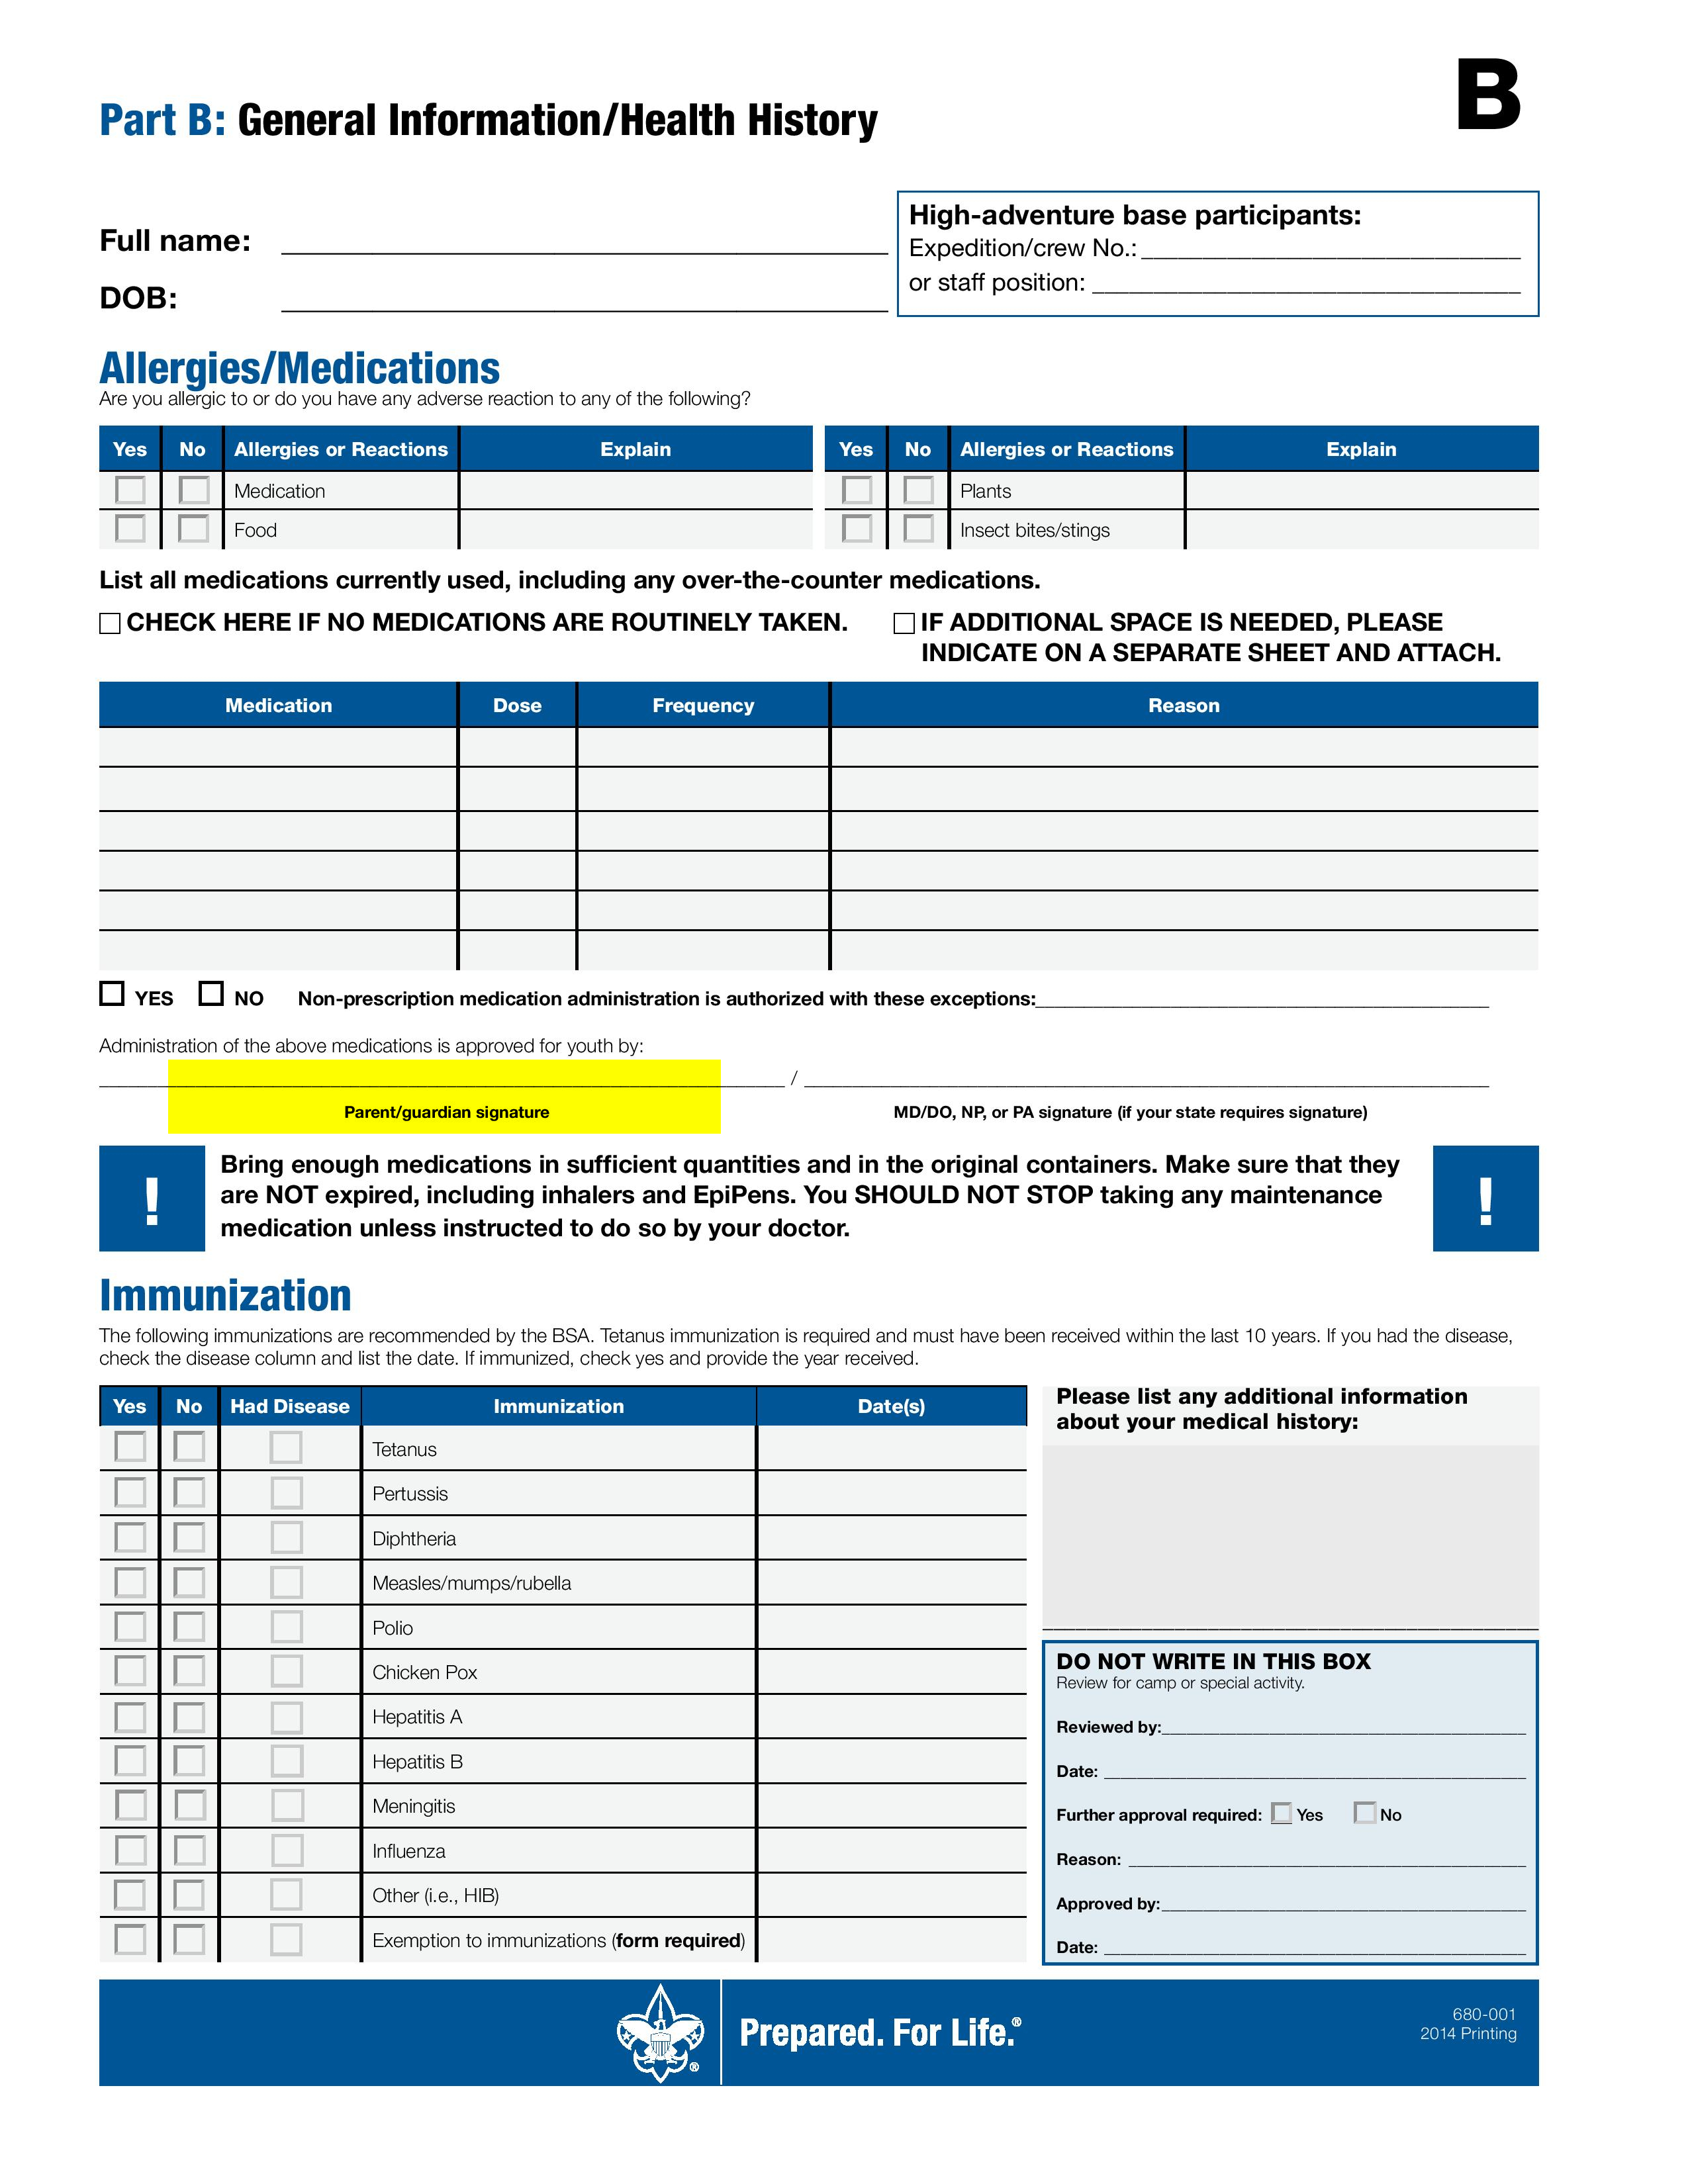 B
Part B: General Information/Health History
Full name:
DOB:
High-adventure base participants:
Expedition/crew No.:
or staff position:
Allergies/Medications
Are you allergic to or do you have any adverse reaction to any of the following?
Yes No Allergies or Reactions Explain Yes No Allergies or Reactions Explain
Medication Plants
Food Insect bites/stings
List all medications currently used, including any over-the-counter medications.
CHECK HERE IF NO MEDICATIONS ARE ROUTINELY TAKEN.
IF ADDITIONAL SPACE IS NEEDED, PLEASE
INDICATE ON A SEPARATE SHEET AND ATTACH.
Medication Dose Frequency Reason
YES NO Non-prescription medication administration is authorized with these exceptions:
Administration of the above medications is approved for youth by:
/
Parent/guardian signature MD/DO, NP, or PA signature (if your state requires signature)
! !
Bring enough medications in sufficient quantities and in the original containers. Make sure that they
are NOT expired, including inhalers and EpiPens. You SHOULD NOT STOP taking any maintenance
medication unless instructed to do so by your doctor.
Immunization
The following immunizations are recommended by the BSA. Tetanus immunization is required and must have been received within the last 10 years. If you had the disease,
check the disease column and list the date. If immunized, check yes and provide the year received.
Yes No Had Disease Immunization Date(s)
Tetanus
Pertussis
Diphtheria
Measles/mumps/rubella
Polio
Chicken Pox
Hepatitis A
Hepatitis B
Meningitis
Influenza
Other (i.e., HIB)
Exemption to immunizations (form required)
Please list any additional information
about your medical history:
DO NOT WRITE IN THIS BOX
Review for camp or special activity.
Reviewed by:
Date:
Further approval required: Yes No
Reason:
Approved by:
Date:
Prepared. For Life.®
®
680-001
2014 Printing